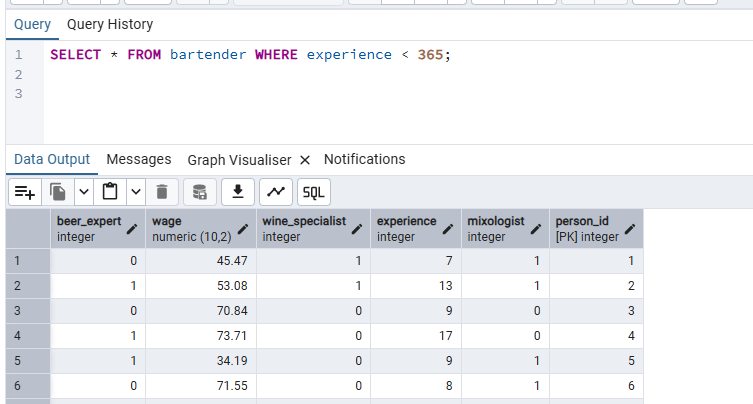 Query Query History
1 SELECT * FROM bartender WHERE experience < 365;
2
3
Data Output Messages Graph Visualiser × Notifications
SQL
beer_expert wage wine_specialist experience mixologist person_id
integer numeric (10,2) integer integer integer [PK] integer
1 0 45.47 1 7 1 1
2 1 53.08 1 13 1 2
3 0 70.84 0 9 0 3
4 1 73.71 0 17 0 4
5 1 34.19 0 9 1 5
6 0 71.55 0 8 1 6